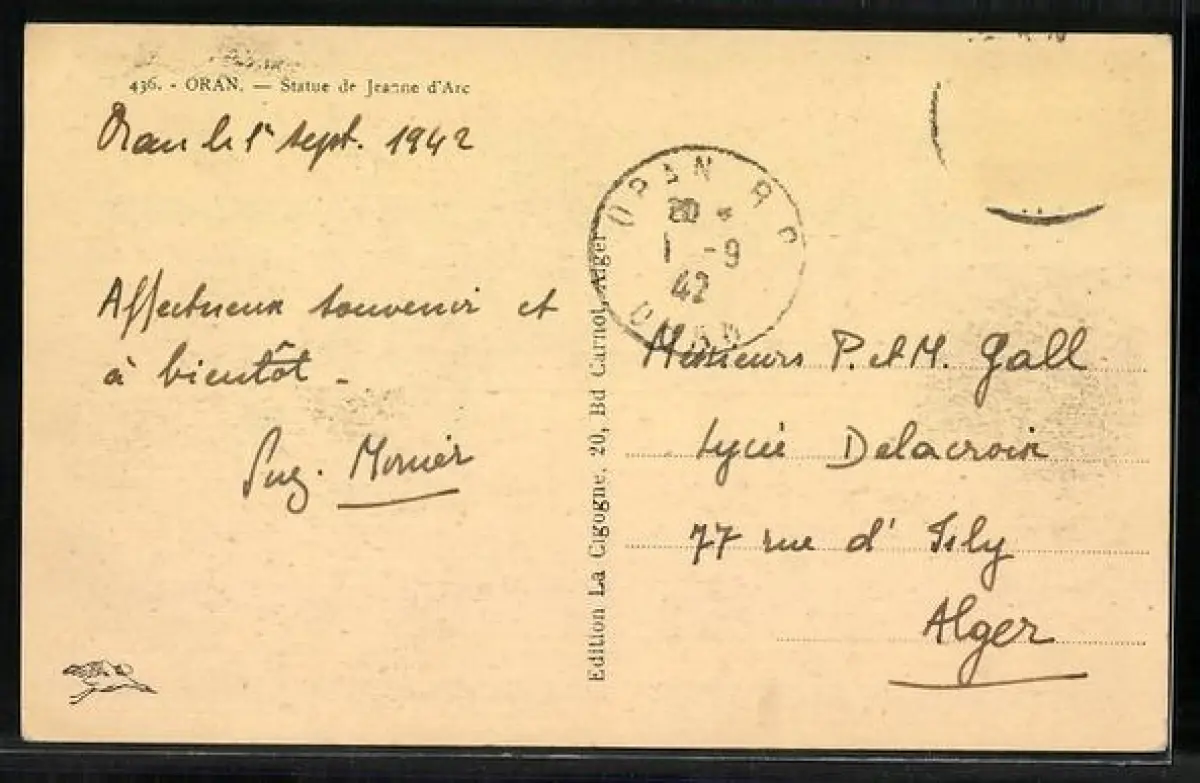 436. - ORAN. — Statue de Jeanne d'Arc
Oran le 1er sept. 1942
Affectueux souvenir et
à bientôt -
Monier
Edition La Cigogne, 20, Bd Carnot, Alger
ORAN R P
20 *
1 -9
42
ORAN
Messieurs P. et M. Gall
Lycée Delacroix
77 rue d'Isly
Alger